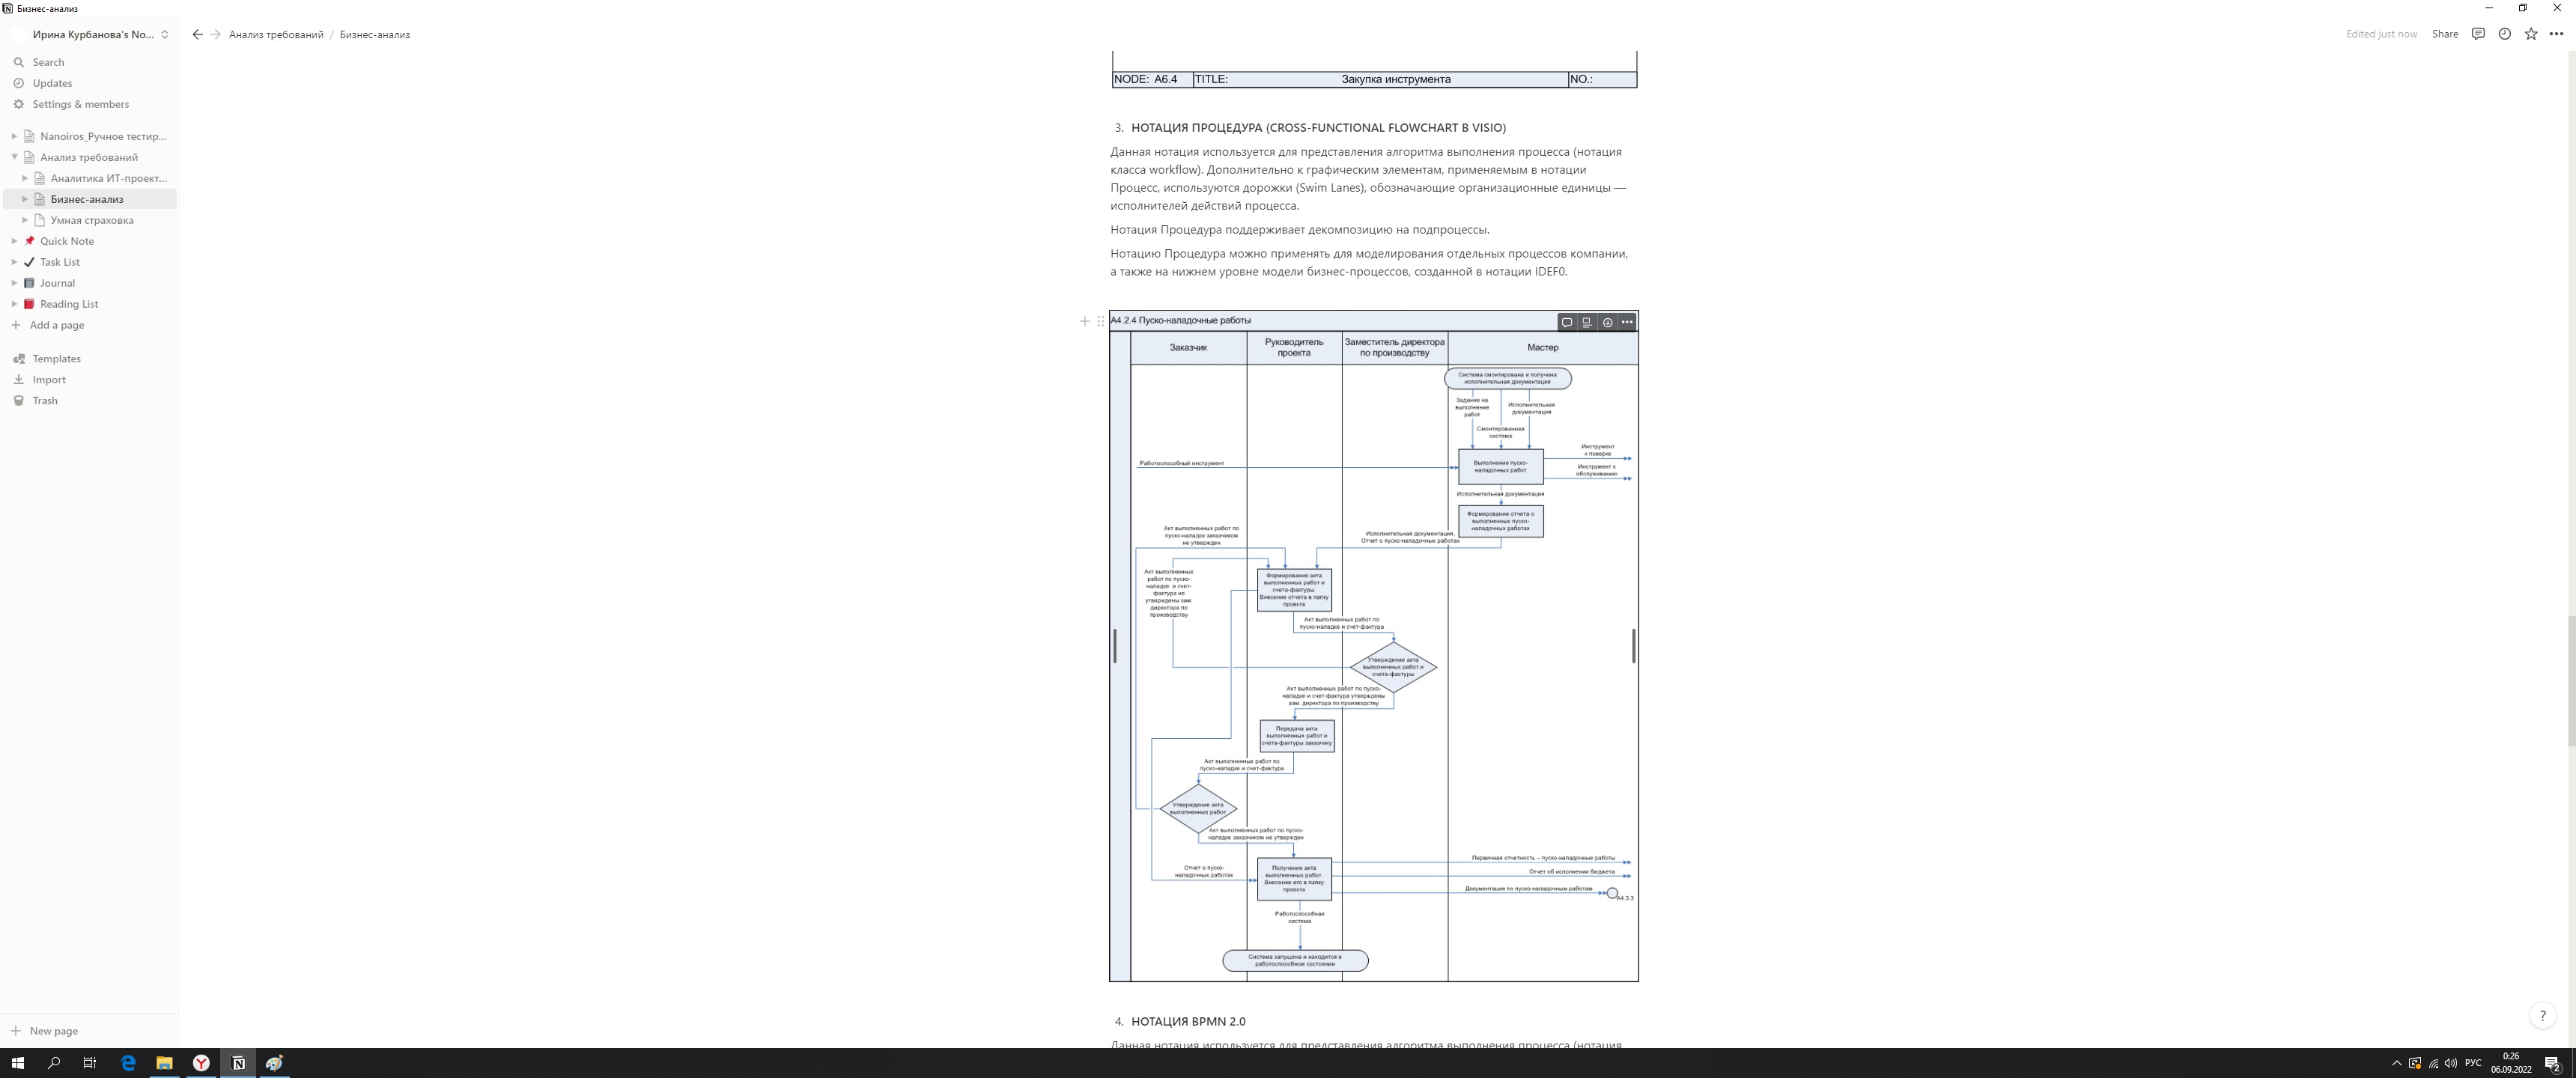 Бизнес-анализ
Ирина Курбанова's No...
Анализ требований / Бизнес-анализ
Edited just now
Share
Search
Updates
Settings & members
Nanoiros_Ручное тестир...
Анализ требований
Аналитика ИТ-проект...
Бизнес-анализ
Умная страховка
Quick Note
Task List
Journal
Reading List
Add a page
Templates
Import
Trash
New page
NODE: A6.4
TITLE:
Закупка инструмента
NO.:
3. НОТАЦИЯ ПРОЦЕДУРА (CROSS-FUNCTIONAL FLOWCHART В VISIO)
Данная нотация используется для представления алгоритма выполнения процесса (нотация
класса workflow). Дополнительно к графическим элементам, применяемым в нотации
Процесс, используются дорожки (Swim Lanes), обозначающие организационные единицы —
исполнителей действий процесса.
Нотация Процедура поддерживает декомпозицию на подпроцессы.
Нотацию Процедура можно применять для моделирования отдельных процессов компании,
а также на нижнем уровне модели бизнес-процессов, созданной в нотации IDEF0.
A4.2.4 Пуско-наладочные работы
Заказчик
Руководитель
проекта
Заместитель директора
по производству
Мастер
Система смонтирована и получена
исполнительная документация
Задание на
выполнение
работ
Исполнительная
документация
Смонтированная
система
Инструмент
к поверке
Работоспособный инструмент
Выполнение пуско-
наладочных работ
Инструмент к
обслуживанию
Исполнительная документация
Формирование отчета о
выполненных пуско-
наладочных работах
Акт выполненных работ по
пуско-наладке заказчиком
не утвержден
Исполнительная документация,
Отчет о пуско-наладочных работах
Акт выполненных
работ по пуско-
наладке и счет-
фактура не
утверждены зам.
директора по
производству
Формирование акта
выполненных работ и
счета-фактуры.
Внесение отчета в папку
проекта
Акт выполненных работ по
пуско-наладке и счет-фактура
Утверждение акта
выполненных работ и
счета-фактуры
Акт выполненных работ по пуско-
наладке и счет-фактура утверждены
зам. директора по производству
Передача акта
выполненных работ и
счета-фактуры заказчику
Акт выполненных работ по
пуско-наладке и счет-фактура
Утверждение акта
выполненных работ
Акт выполненных работ по пуско-
наладке заказчиком не утвержден
Отчет о пуско-
наладочных работах
Получение акта
выполненных работ.
Внесение его в папку
проекта
Первичная отчетность – пуско-наладочные работы
Отчет об исполнении бюджета
Документация по пуско-наладочным работам
A4.3.3
Работоспособная
система
Система запущена и находится в
работоспособном состоянии
4. НОТАЦИЯ BPMN 2.0
Данная нотация используется для представления алгоритма выполнения процесса (нотация
?
РУС
0:26
06.09.2022
2